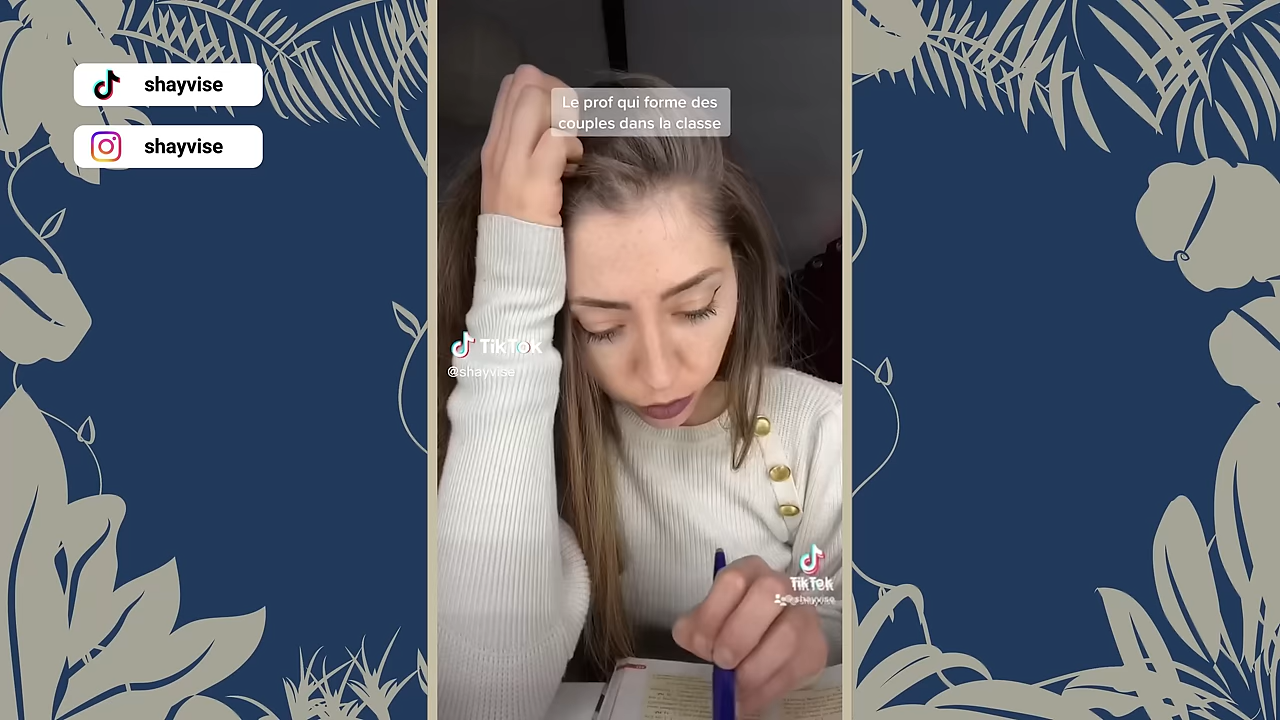 shayvise
shayvise
Le prof qui forme des
couples dans la classe
TikTok
@shayvise
TikTok
@shayvise